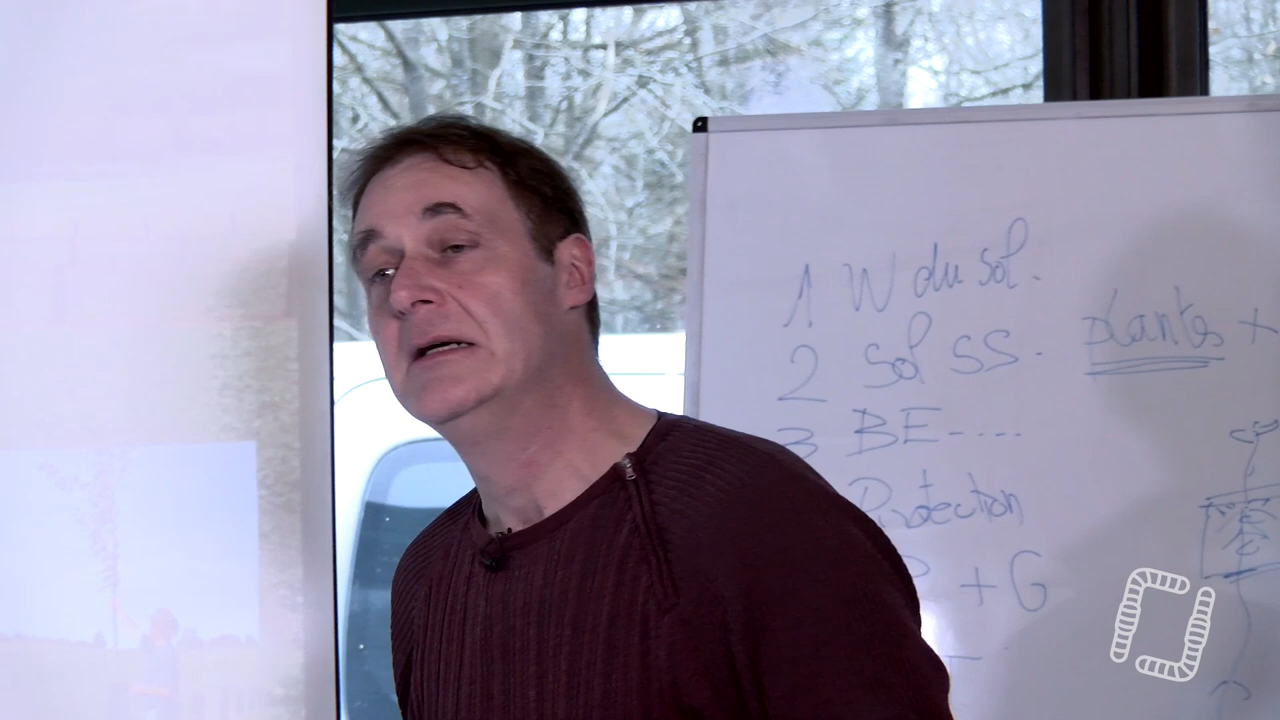 1 W du sol.
2 Sol SS. plantes +
3 BE-----
Protection
+ G